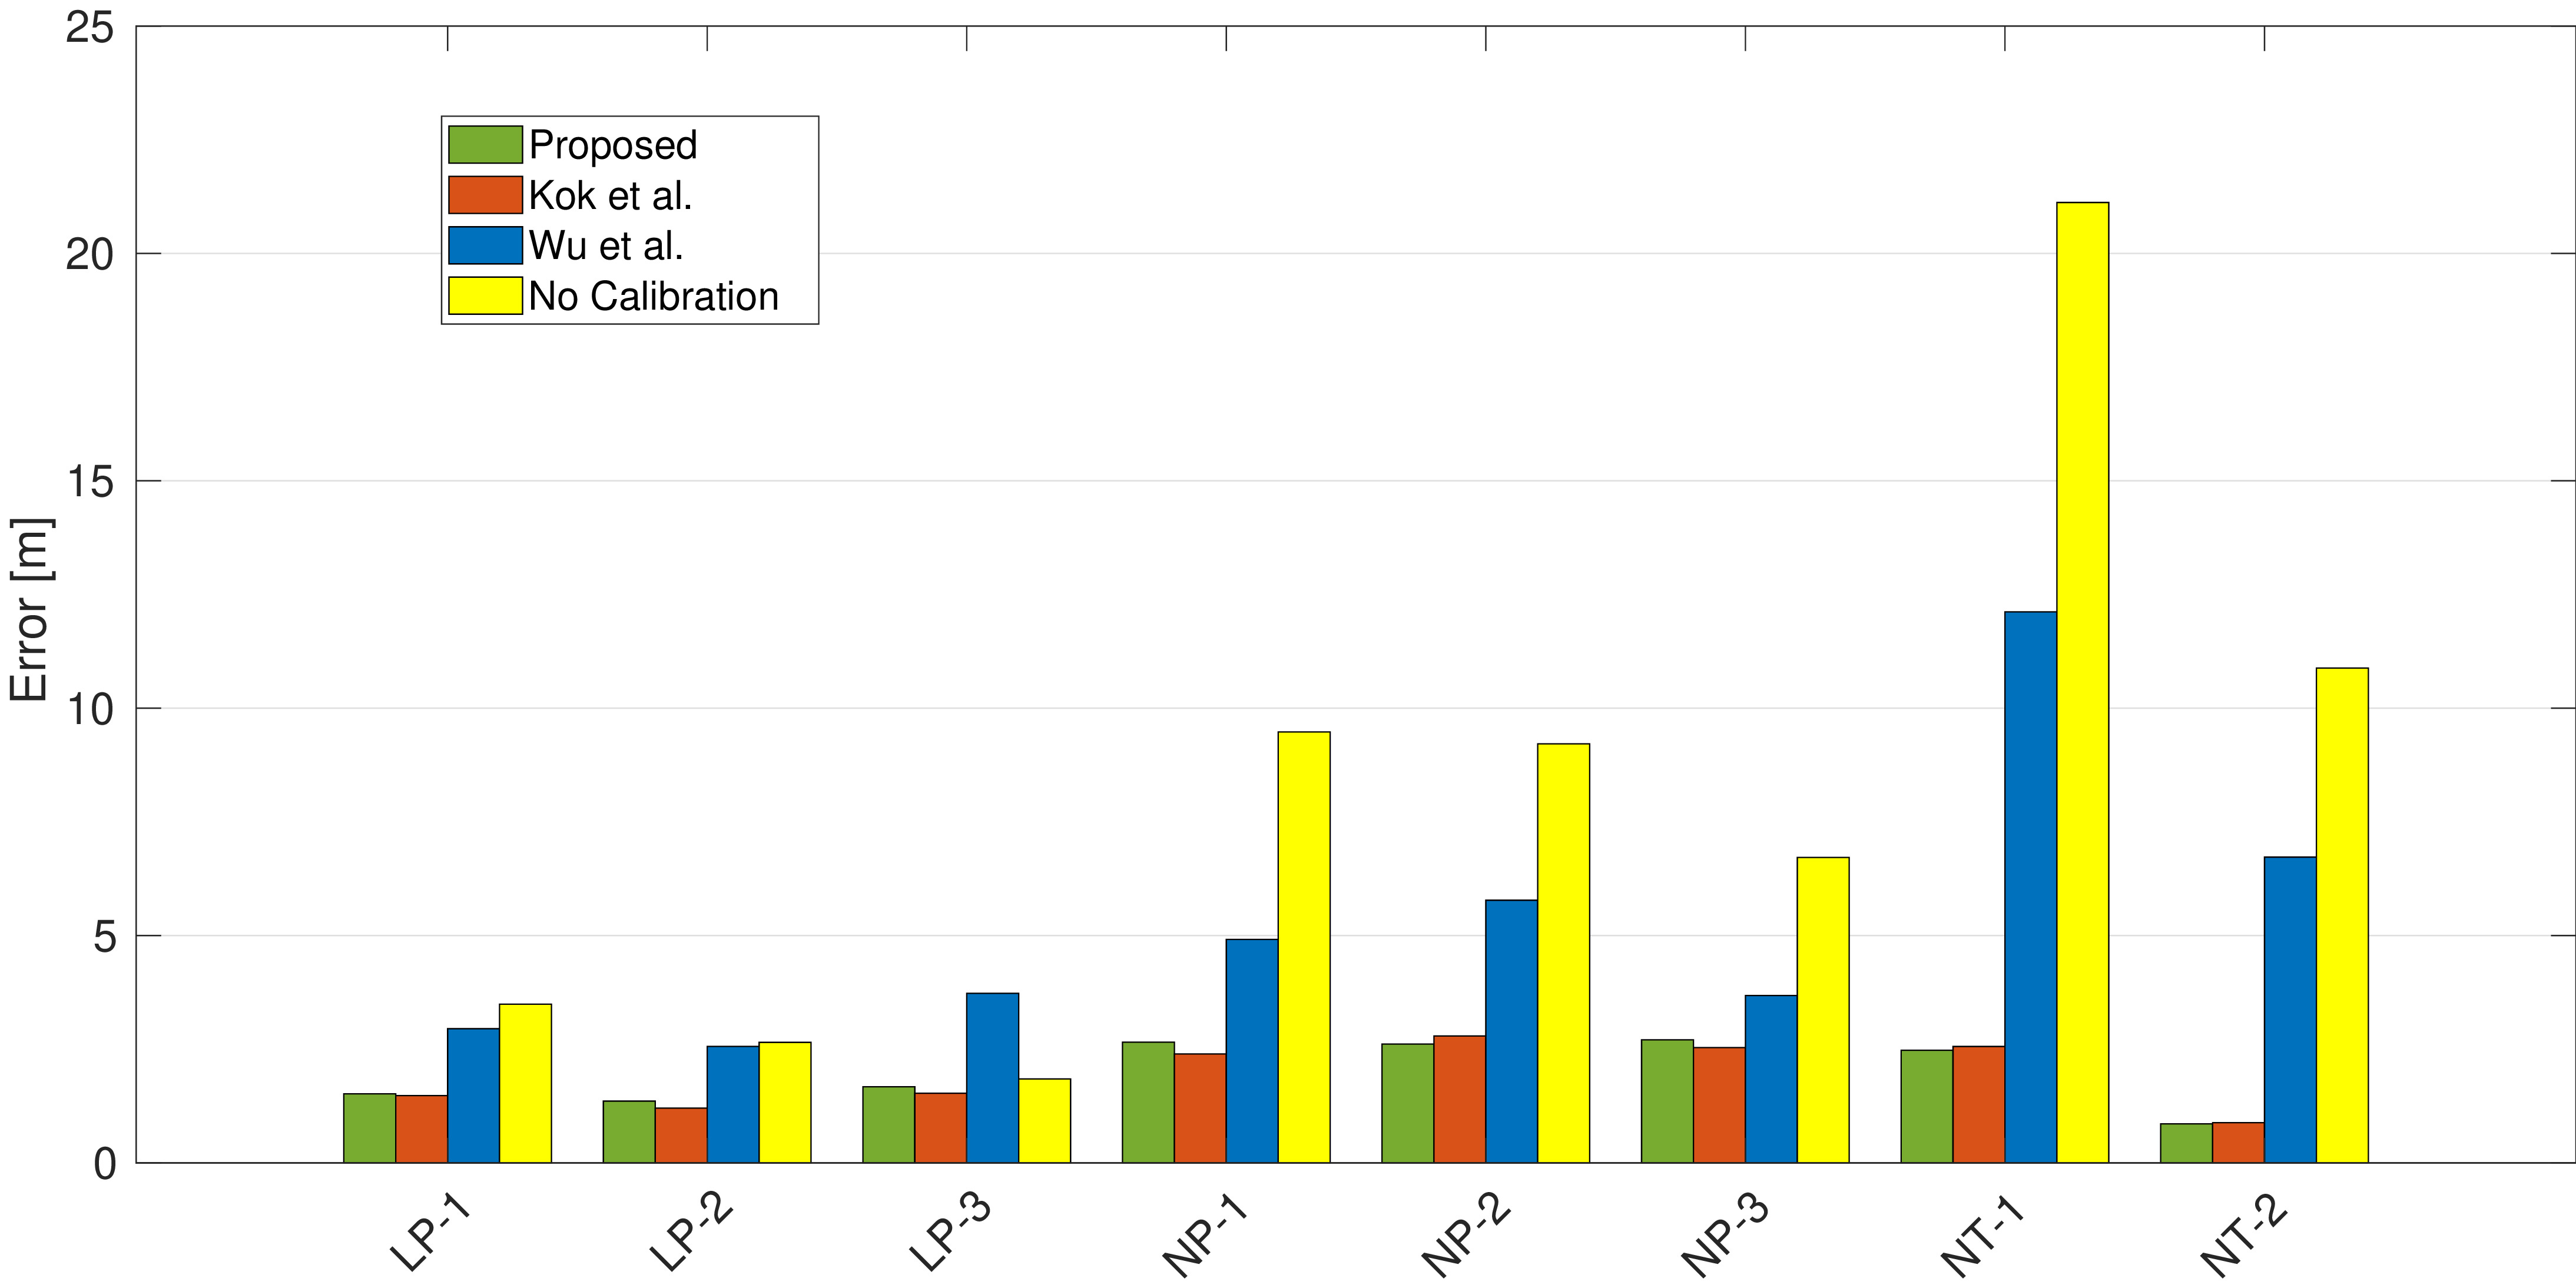 25
20
15
10
5
0
Error [m]
Proposed
Kok et al.
Wu et al.
No Calibration
LP-1
LP-2
LP-3
NP-1
NP-2
NP-3
NT-1
NT-2